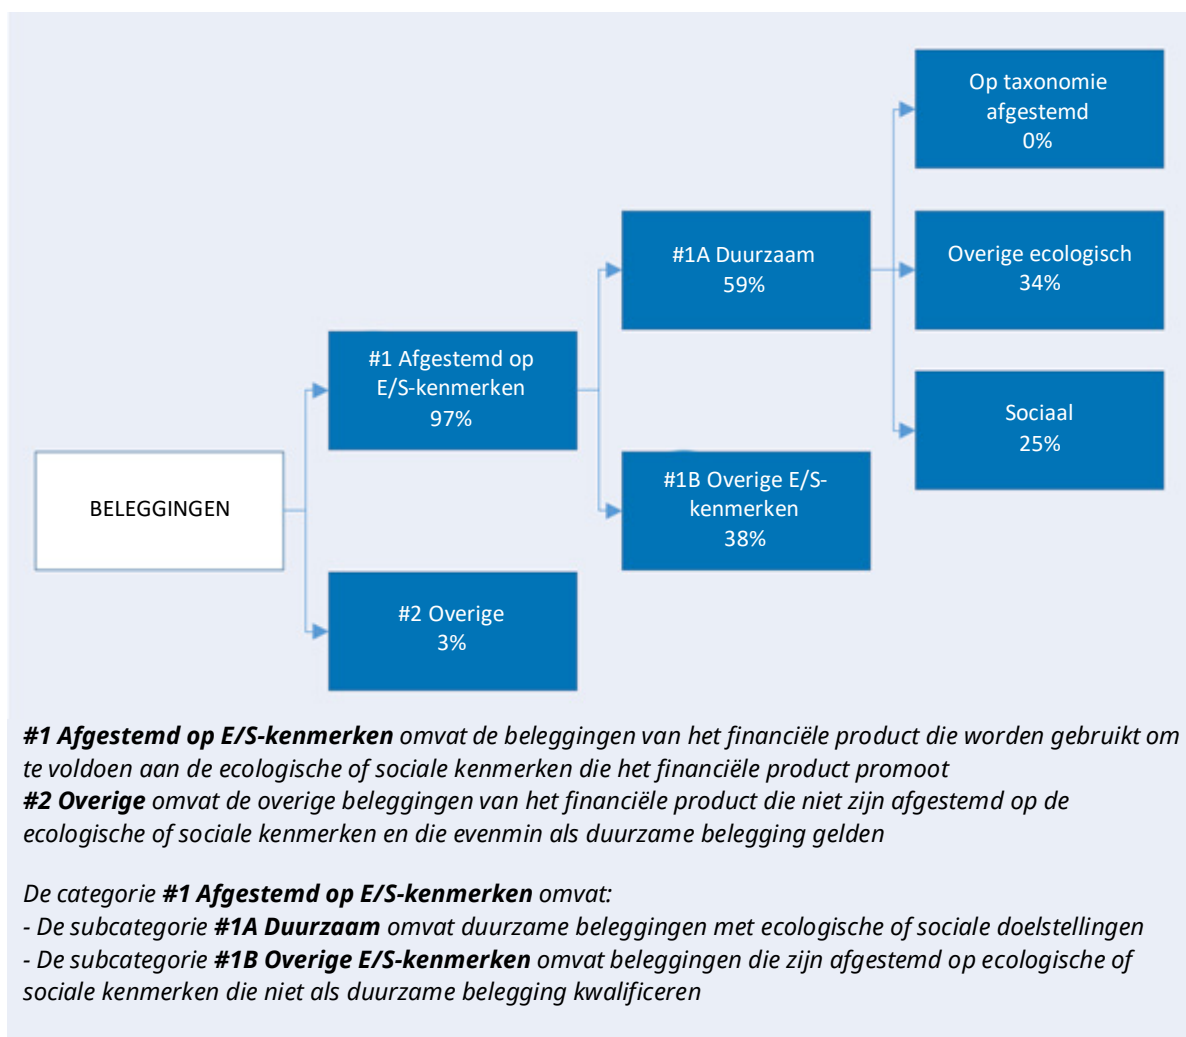 Op taxonomie
afgestemd
0%
#1A Duurzaam
59%
Overige ecologisch
34%
#1 Afgestemd op
E/S-kenmerken
97%
Sociaal
25%
BELEGGINGEN
#1B Overige E/S-
kenmerken
38%
#2 Overige
3%
#1 Afgestemd op E/S-kenmerken omvat de beleggingen van het financiële product die worden gebruikt om
te voldoen aan de ecologische of sociale kenmerken die het financiële product promoot
#2 Overige omvat de overige beleggingen van het financiële product die niet zijn afgestemd op de
ecologische of sociale kenmerken en die evenmin als duurzame belegging gelden
De categorie #1 Afgestemd op E/S-kenmerken omvat:
- De subcategorie #1A Duurzaam omvat duurzame beleggingen met ecologische of sociale doelstellingen
- De subcategorie #1B Overige E/S-kenmerken omvat beleggingen die zijn afgestemd op ecologische of
sociale kenmerken die niet als duurzame belegging kwalificeren